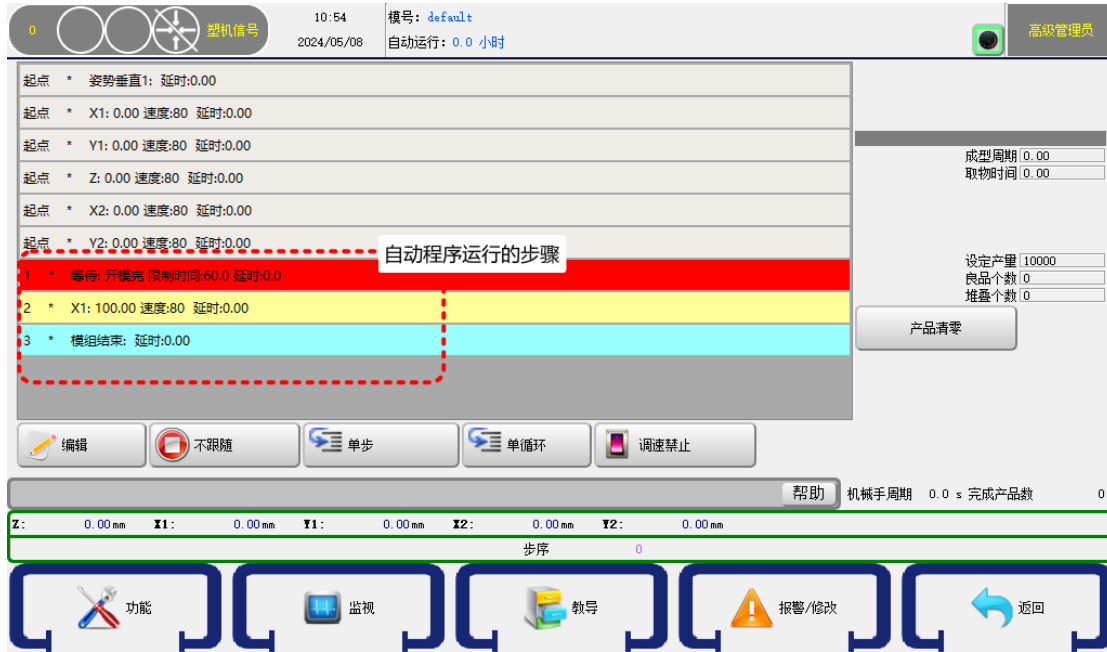 0 塑机信号 10:54 模号: default 高级管理员
2024/05/08 自动运行: 0.0 小时
起点 * 姿势垂直1: 延时:0.00
起点 * X1: 0.00 速度:80 延时:0.00
起点 * Y1: 0.00 速度:80 延时:0.00
起点 * Z: 0.00 速度:80 延时:0.00
起点 * X2: 0.00 速度:80 延时:0.00
起点 * Y2: 0.00 速度:80 延时:0.00
自动程序运行的步骤
1 * 等待: 开模完 限制时间:60.0 延时:0.0
2 * X1: 100.00 速度:80 延时:0.00
3 * 模组结束: 延时:0.00
成型周期 0.00
取物时间 0.00
设定产量 10000
良品个数 0
堆叠个数 0
产品清零
编辑 不跟随 单步 单循环 调速禁止
帮助 机械手周期 0.0 s 完成产品数 0
Z: 0.00mm X1: 0.00mm Y1: 0.00mm X2: 0.00mm Y2: 0.00mm
步序 0
功能 监视 教导 报警/修改 返回